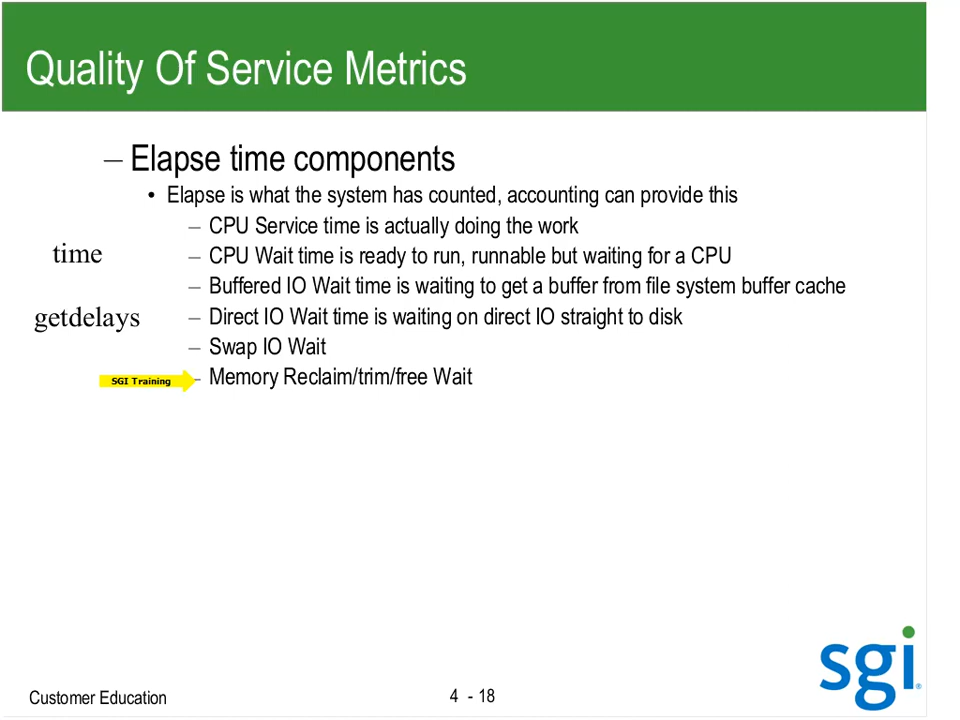 Quality Of Service Metrics
– Elapse time components
• Elapse is what the system has counted, accounting can provide this
– CPU Service time is actually doing the work
time
– CPU Wait time is ready to run, runnable but waiting for a CPU
– Buffered IO Wait time is waiting to get a buffer from file system buffer cache
getdelays
– Direct IO Wait time is waiting on direct IO straight to disk
– Swap IO Wait
SGI Training
– Memory Reclaim/trim/free Wait
sgi®
Customer Education
4 - 18